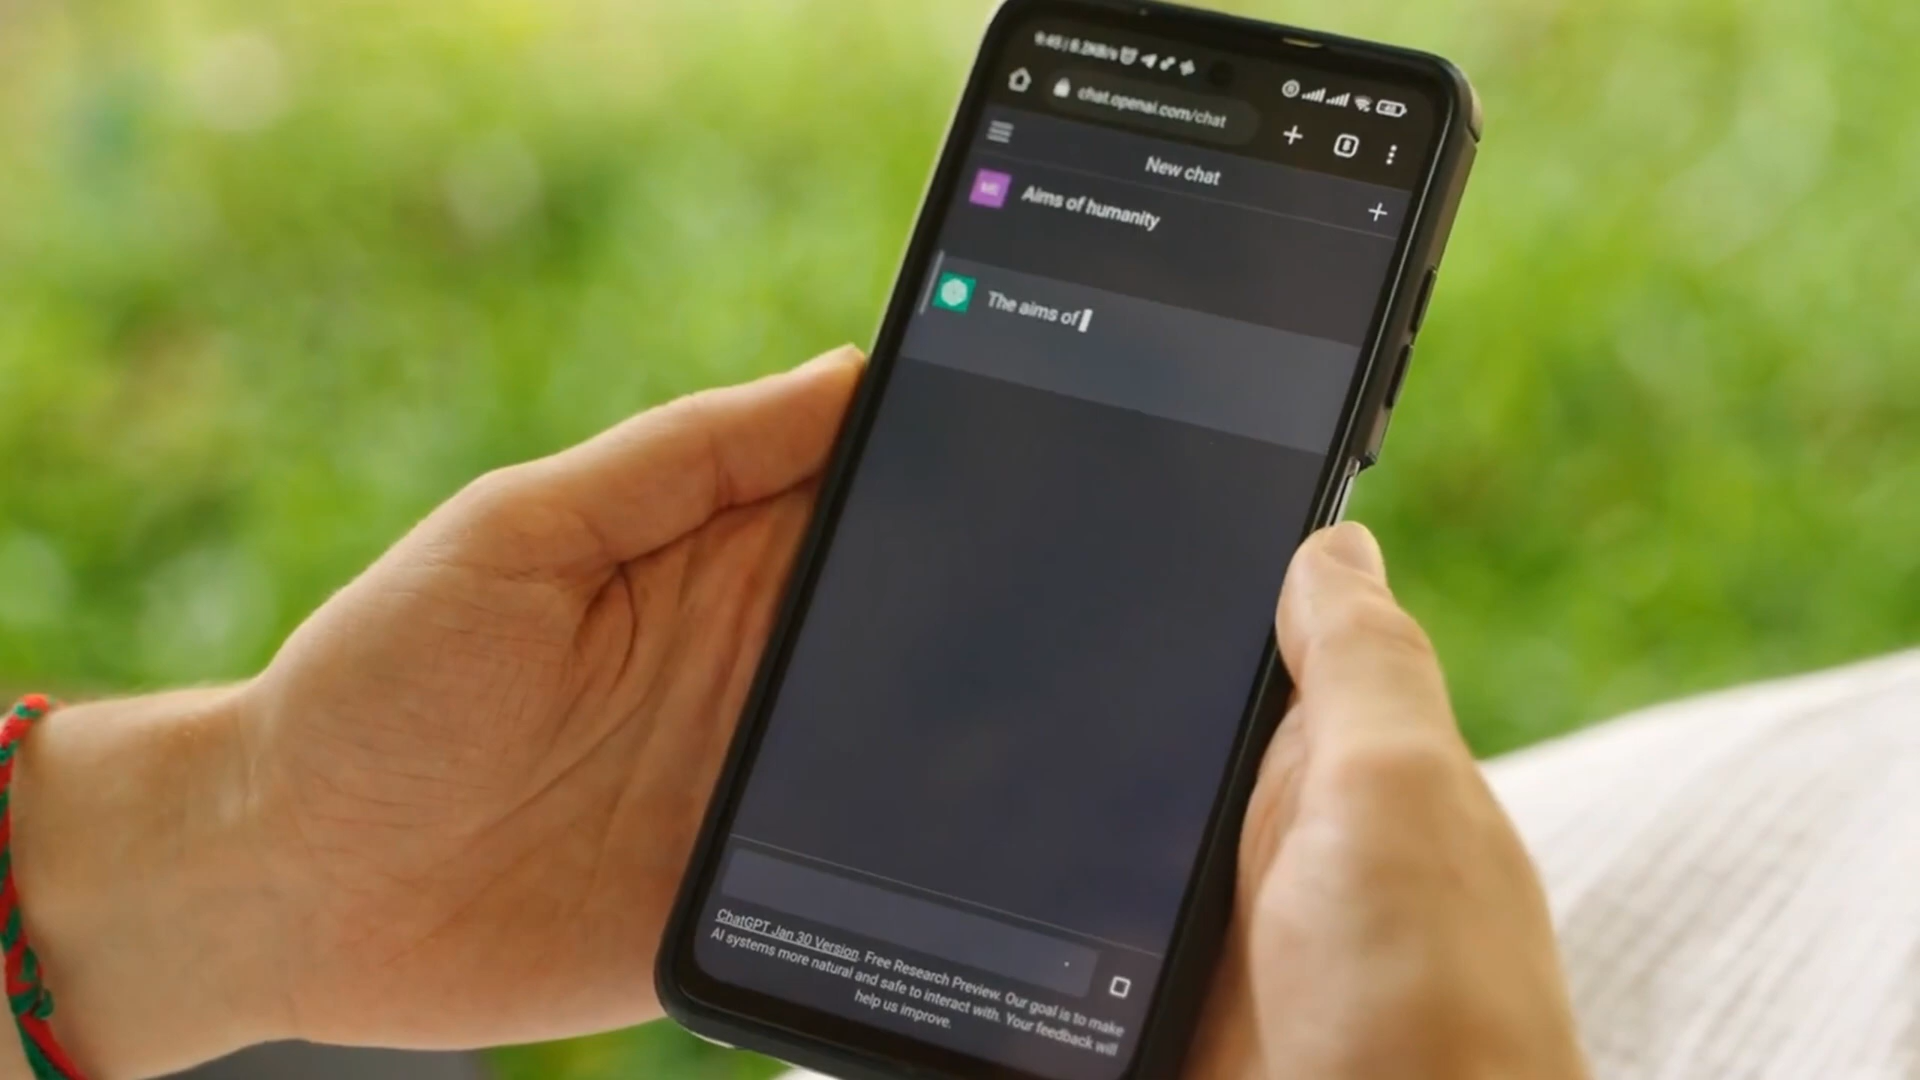 chat.openai.com/chat
New chat
Aims of humanity
The aims of
ChatGPT Jan 30 Version. Free Research Preview. Our goal is to make
AI systems more natural and safe to interact with. Your feedback will
help us improve.